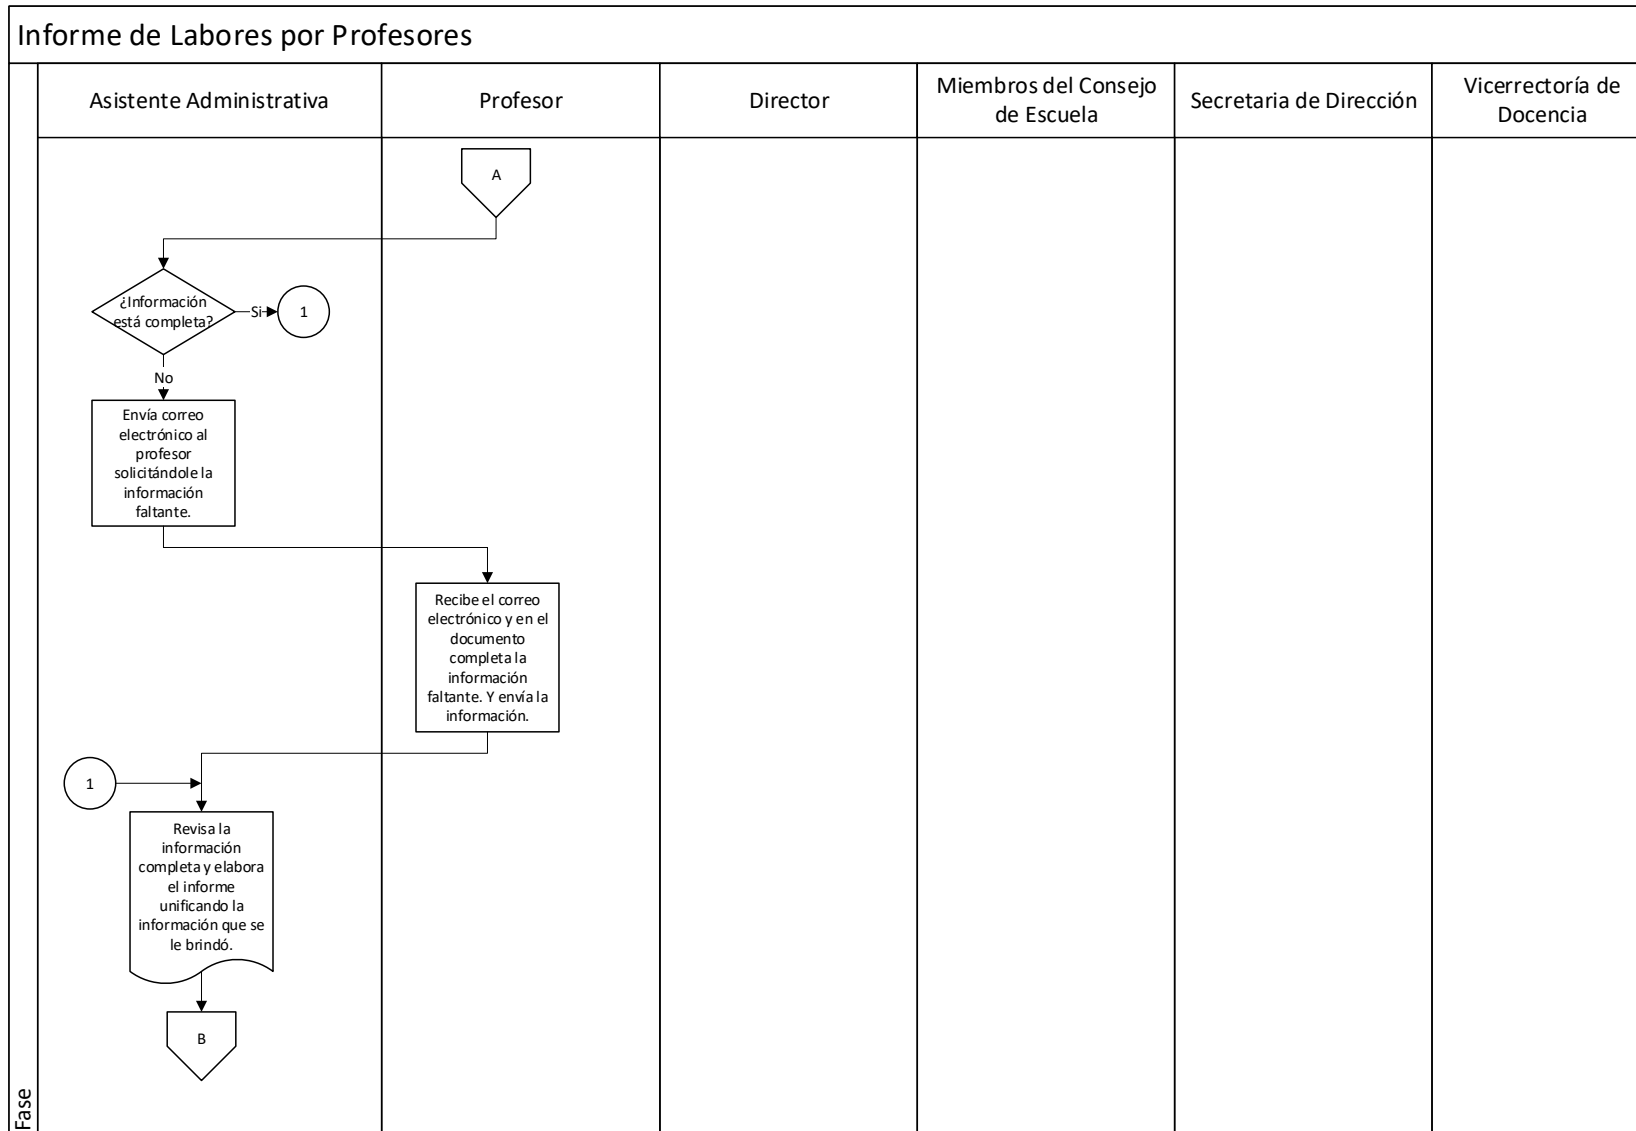 Informe de Labores por Profesores
Asistente Administrativa
Profesor
Director
Miembros del Consejo
de Escuela
Secretaria de Dirección
Vicerrectoría de
Docencia
A
¿Información
está completa?
Si
1
No
Envía correo
electrónico al
profesor
solicitándole la
información
faltante.
Recibe el correo
electrónico y en el
documento
completa la
información
faltante. Y envía la
información.
1
Revisa la
información
completa y elabora
el informe
unificando la
información que se
le brindó.
B
Fase